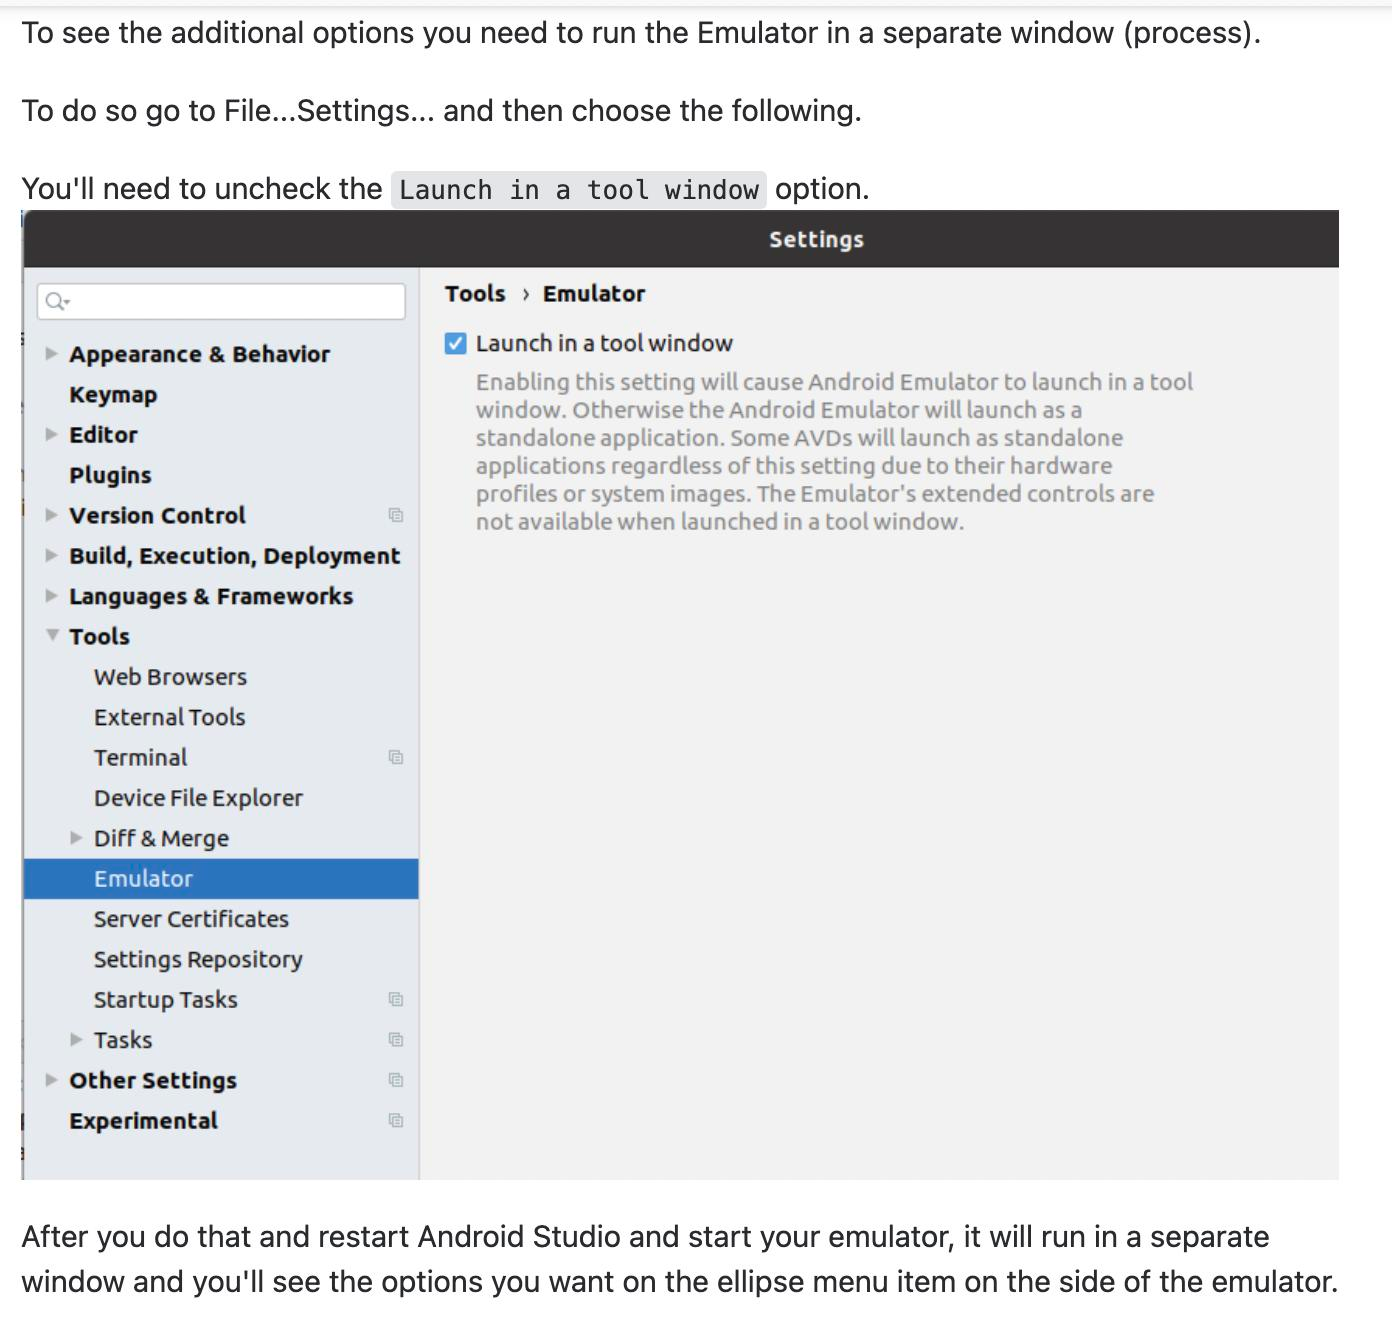 To see the additional options you need to run the Emulator in a separate window (process).
To do so go to File...Settings... and then choose the following.
You'll need to uncheck the Launch in a tool window option.
Settings
Tools › Emulator
Launch in a tool window
Enabling this setting will cause Android Emulator to launch in a tool
window. Otherwise the Android Emulator will launch as a
standalone application. Some AVDs will launch as standalone
applications regardless of this setting due to their hardware
profiles or system images. The Emulator's extended controls are
not available when launched in a tool window.
Appearance & Behavior
Keymap
Editor
Plugins
Version Control
Build, Execution, Deployment
Languages & Frameworks
Tools
Web Browsers
External Tools
Terminal
Device File Explorer
Diff & Merge
Emulator
Server Certificates
Settings Repository
Startup Tasks
Tasks
Other Settings
Experimental
After you do that and restart Android Studio and start your emulator, it will run in a separate
window and you'll see the options you want on the ellipse menu item on the side of the emulator.